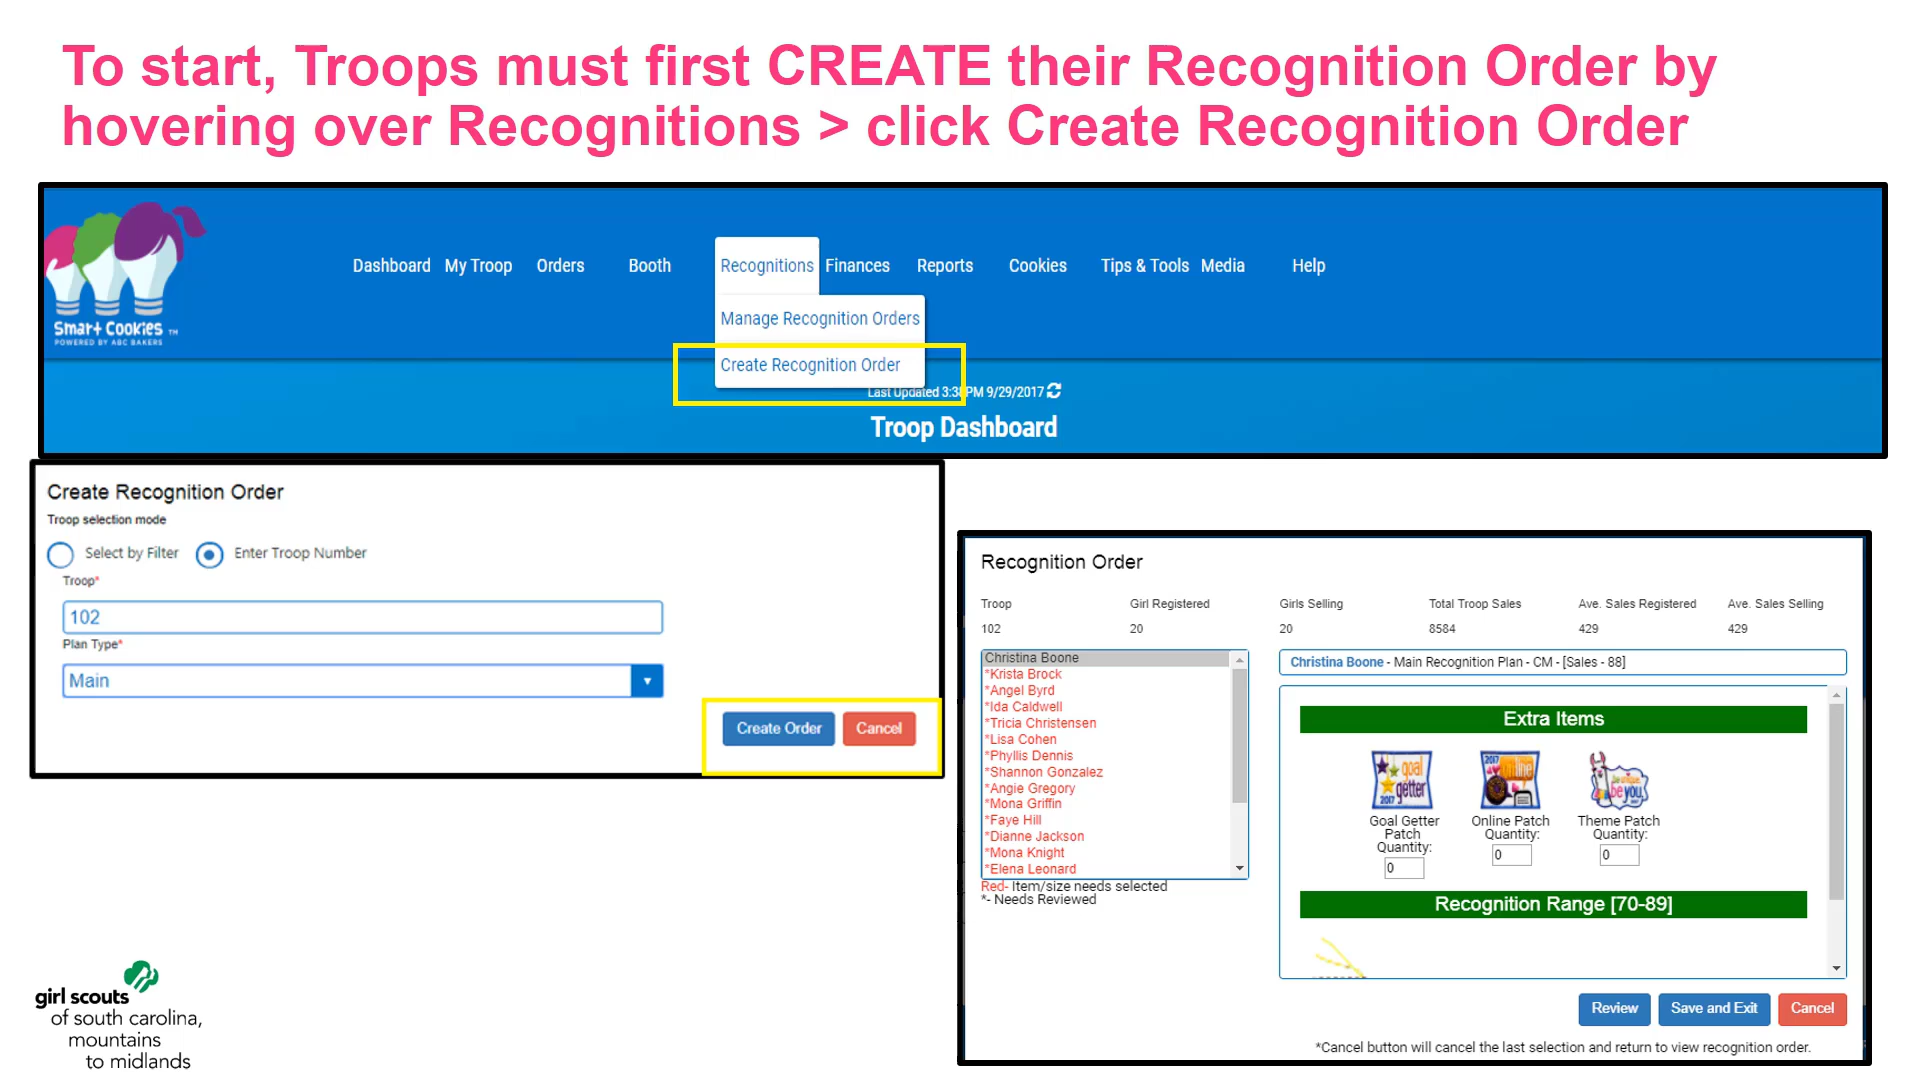 To start, Troops must first CREATE their Recognition Order by
hovering over Recognitions > click Create Recognition Order
Dashboard My Troop Orders Booth Recognitions Finances Reports Cookies Tips & Tools Media Help
Manage Recognition Orders
Create Recognition Order
Smart Cookies TM
POWERED BY ABC BAKERS
Last Updated 3:38PM 9/29/2017
Troop Dashboard
Create Recognition Order
Troop selection mode
Select by Filter Enter Troop Number
Troop*
102
Plan Type*
Main
Create Order Cancel
Recognition Order
Troop Girl Registered Girls Selling Total Troop Sales Ave. Sales Registered Ave. Sales Selling
102 20 20 8584 429 429
Christina Boone
*Krista Brock
*Angel Byrd
*Ida Caldwell
*Tricia Christensen
*Lisa Cohen
*Phyllis Dennis
*Shannon Gonzalez
*Angie Gregory
*Mona Griffin
*Faye Hill
*Dianne Jackson
*Mona Knight
*Elena Leonard
Red- Item/size needs selected
*- Needs Reviewed
Christina Boone - Main Recognition Plan - CM - [Sales - 88]
Extra Items
goal
getter
2017
2017
online
be you
Goal Getter
Patch
Quantity:
0
Online Patch
Quantity:
0
Theme Patch
Quantity:
0
Recognition Range [70-89]
Review Save and Exit Cancel
*Cancel button will cancel the last selection and return to view recognition order.
girl scouts
of south carolina,
mountains
to midlands